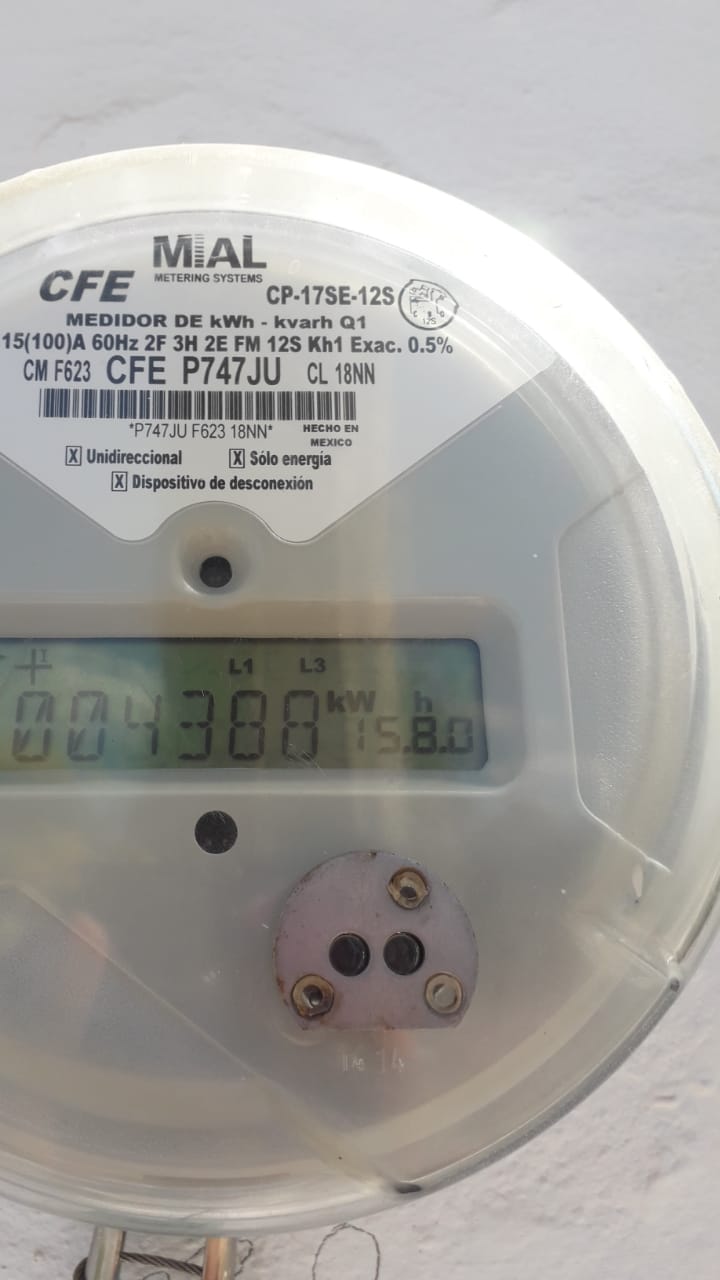 MIAL
METERING SYSTEMS
CFE
CP-17SE-12S
MEDIDOR DE kWh - kvarh Q1
15(100)A 60Hz 2F 3H 2E FM 12S Kh1 Exac. 0.5%
CM F623 CFE P747JU CL 18NN
*P747JU F623 18NN*
HECHO EN
MEXICO
X Unidireccional X Sólo energía
X Dispositivo de desconexión
L1 L3
004388 kW h 15.8.0